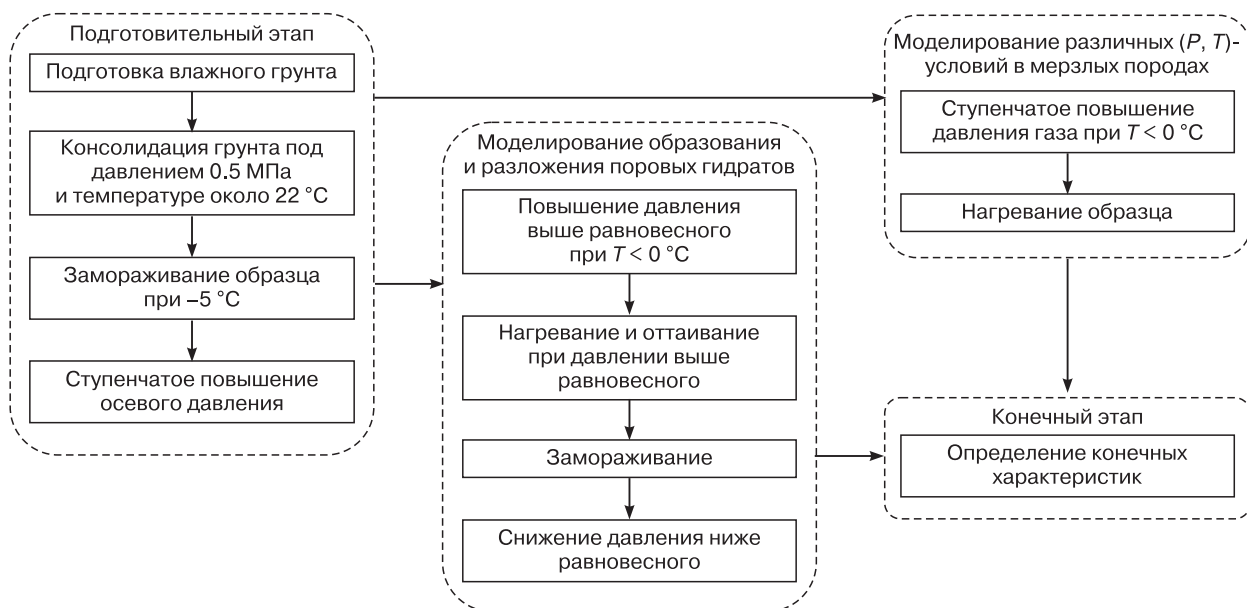 Подготовительный этап
Подготовка влажного грунта
Консолидация грунта под
давлением 0.5 МПа
и температуре около 22 °C
Замораживание образца
при –5 °C
Ступенчатое повышение
осевого давления
Моделирование образования
и разложения поровых гидратов
Повышение давления
выше равновесного
при T < 0 °C
Нагревание и оттаивание
при давлении выше
равновесного
Замораживание
Снижение давления ниже
равновесного
Моделирование различных (P, T)-
условий в мерзлых породах
Ступенчатое повышение
давления газа при T < 0 °C
Нагревание образца
Конечный этап
Определение конечных
характеристик